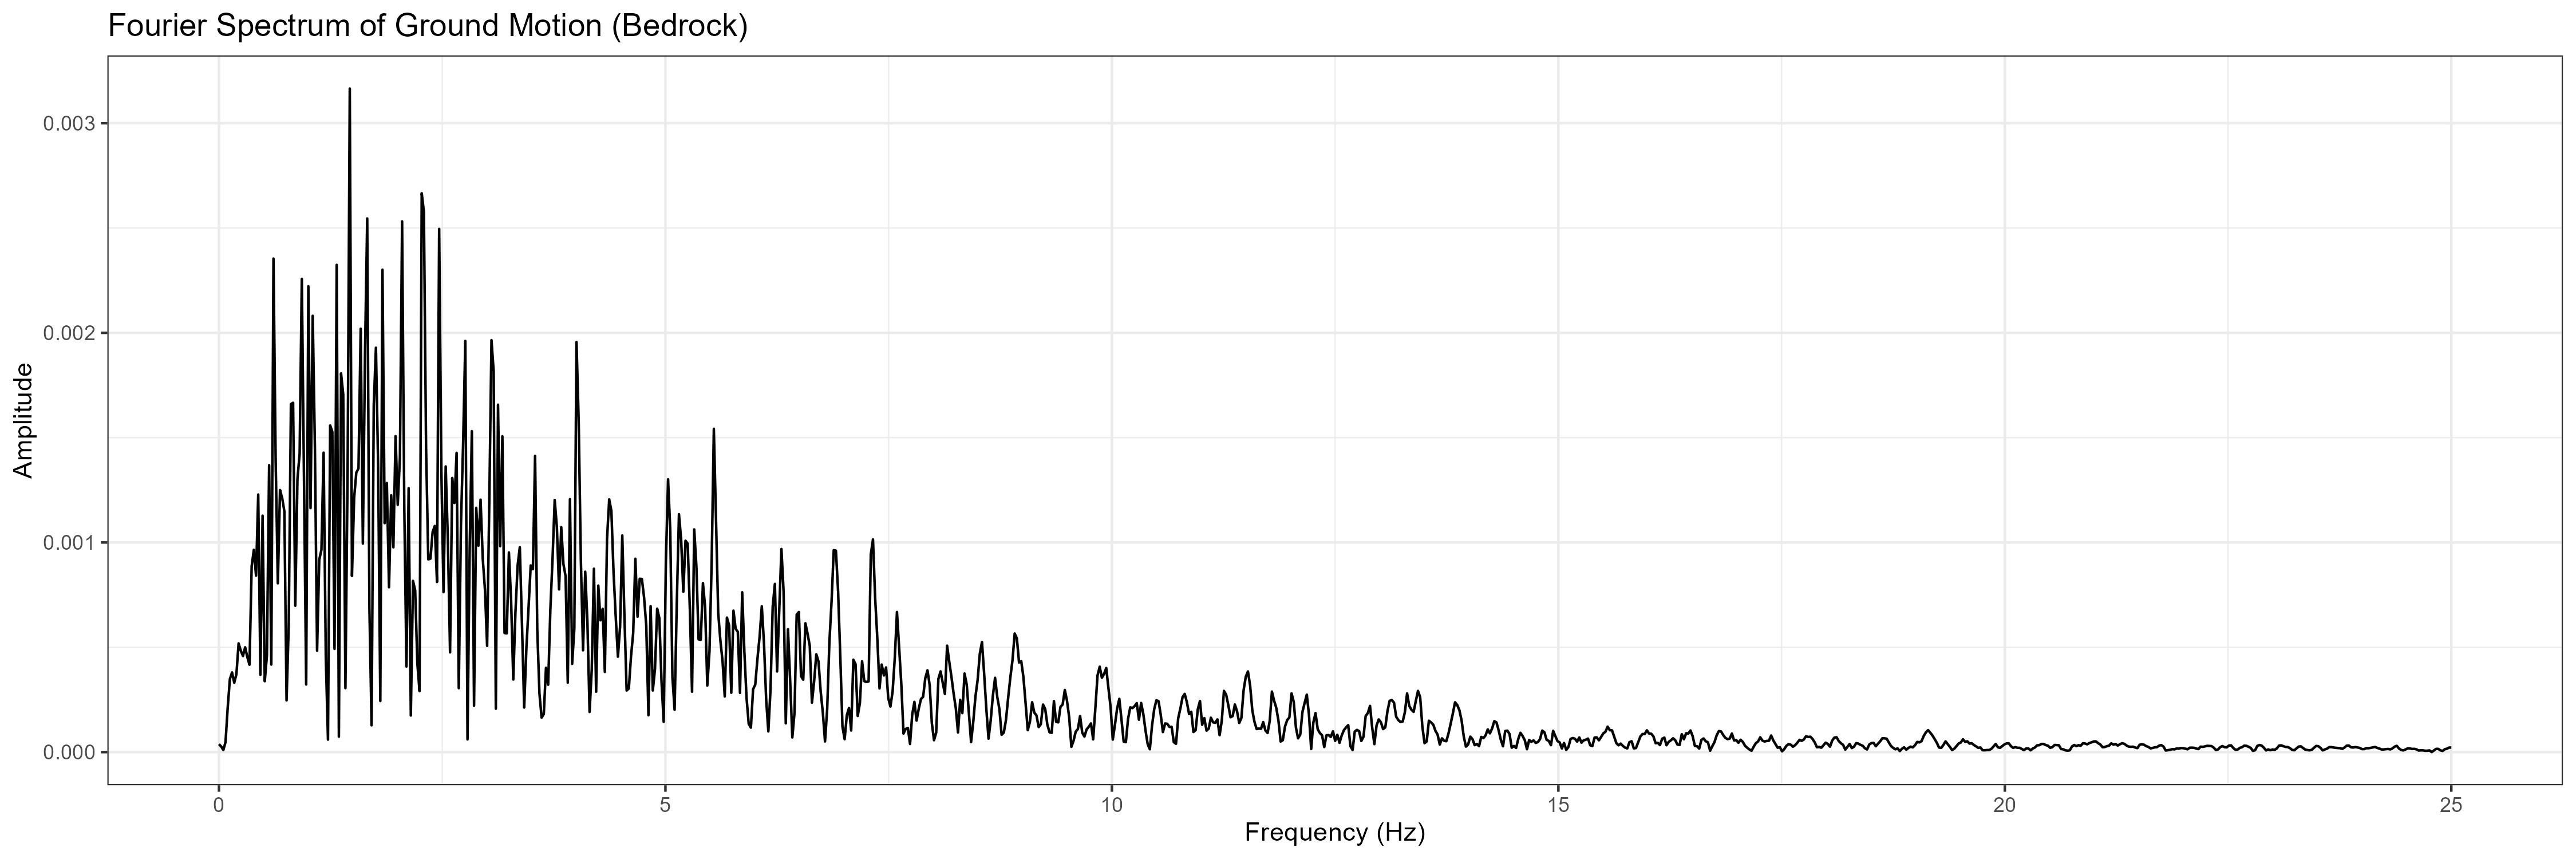 Fourier Spectrum of Ground Motion (Bedrock)
Amplitude
0.003
0.002
0.001
0.000
0 5 10 15 20 25
Frequency (Hz)